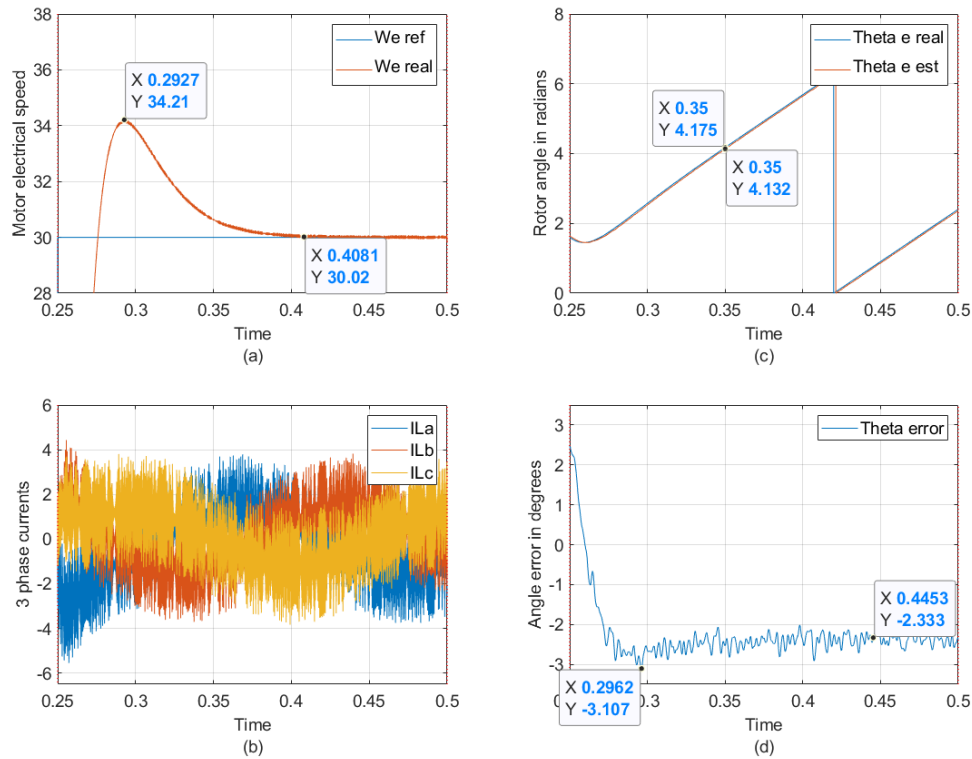 38
36
34
32
30
28
Motor electrical speed
We ref
We real
X 0.2927
Y 34.21
X 0.4081
Y 30.02
0.25
0.3
0.35
0.4
0.45
0.5
Time
(a)
8
6
4
2
0
Rotor angle in radians
Theta e real
Theta e est
X 0.35
Y 4.175
X 0.35
Y 4.132
0.25
0.3
0.35
0.4
0.45
0.5
Time
(c)
6
4
2
0
-2
-4
-6
3 phase currents
ILa
ILb
ILc
0.25
0.3
0.35
0.4
0.45
0.5
Time
(b)
3
2
1
0
-1
-2
-3
Angle error in degrees
Theta error
X 0.4453
Y -2.333
X 0.2962
Y -3.107
0.3
0.35
0.4
0.45
0.5
Time
(d)